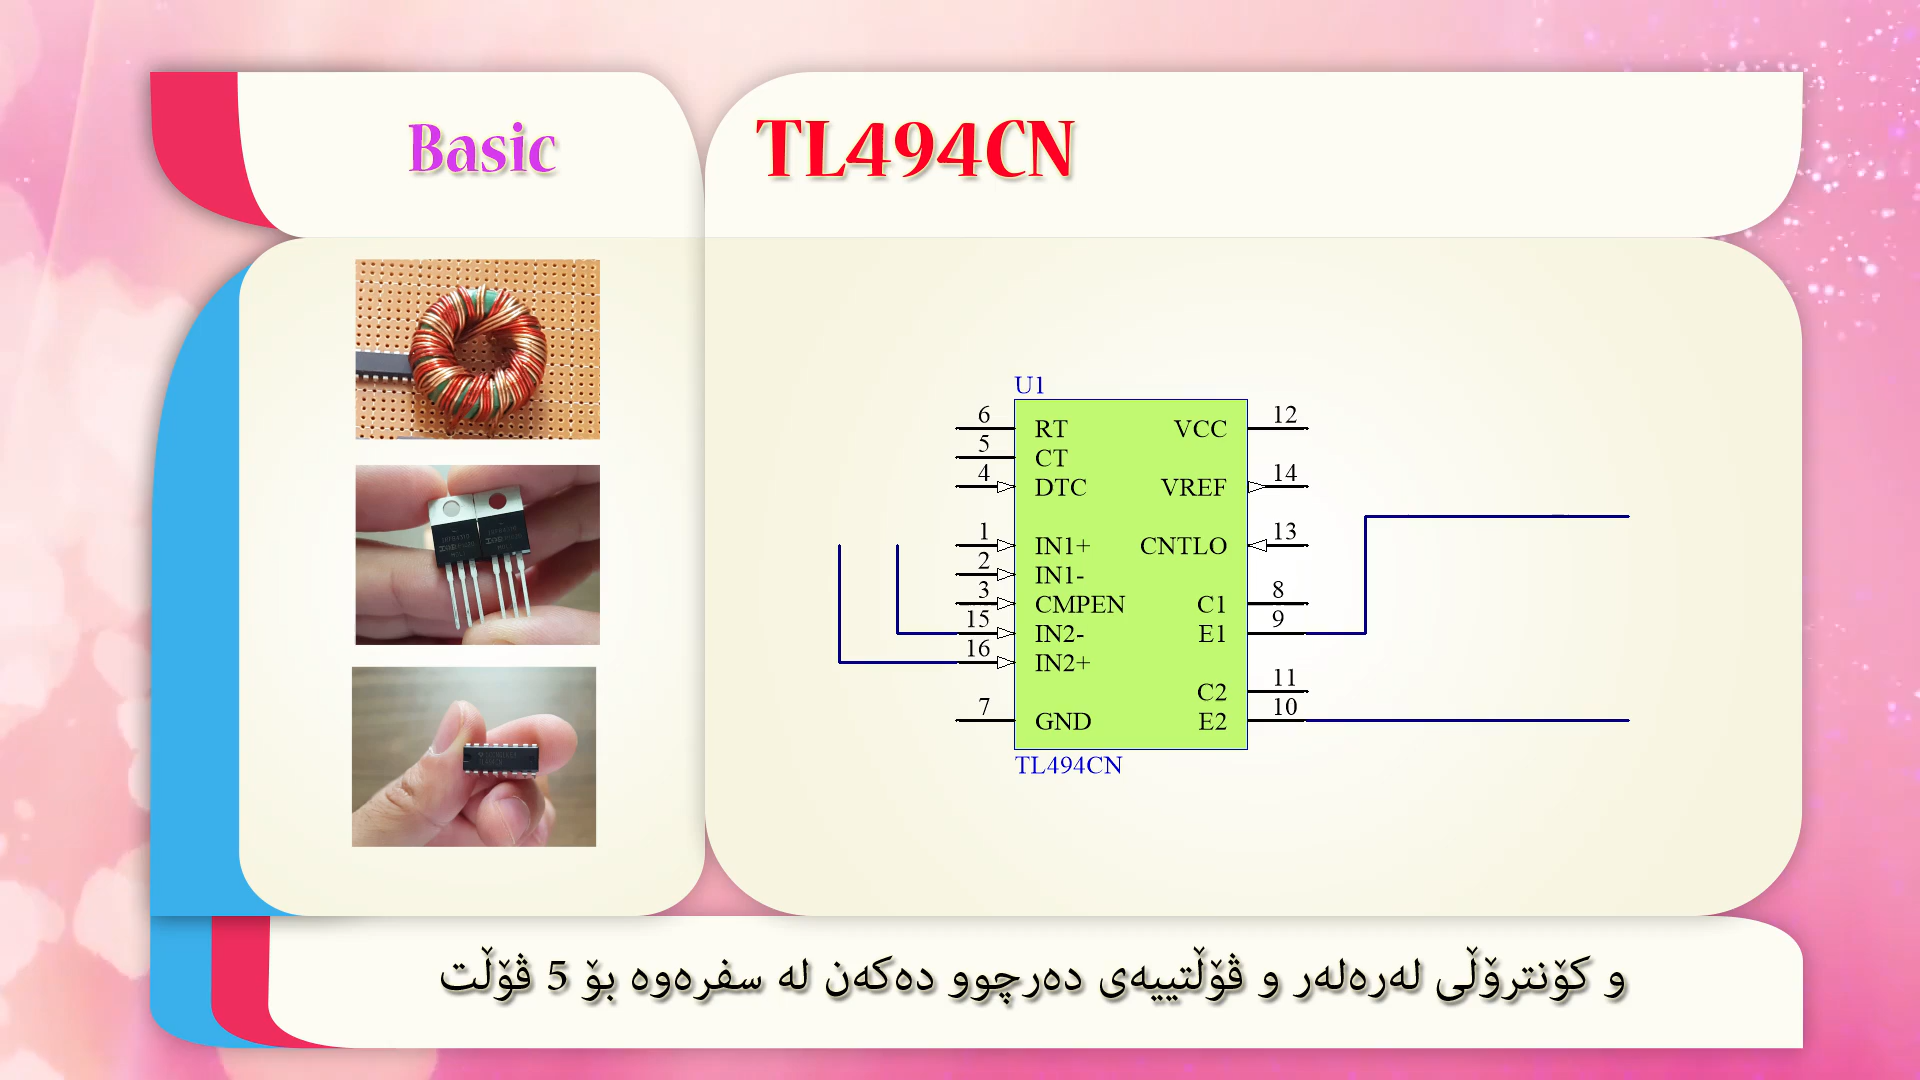 Basic
TL494CN
U1
6 RT
5 CT
4 DTC
1 IN1+
2 IN1-
3 CMPEN
15 IN2-
16 IN2+
7 GND
VCC 12
VREF 14
CNTLO 13
C1 8
E1 9
C2 11
E2 10
TL494CN
و کۆنترۆڵی لەرەلەر و ڤۆڵتییەی دەرچوو دەکەن لە سفرەوە بۆ 5 ڤۆڵت